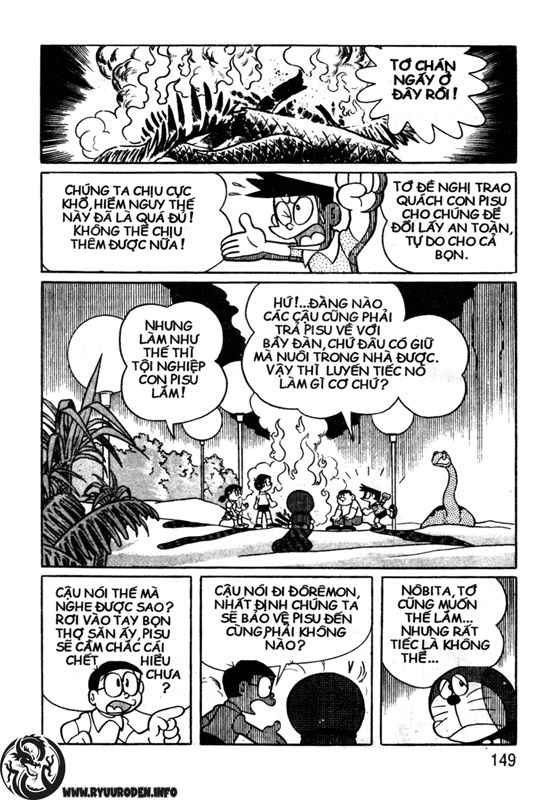 TỚ CHÁN
NGẤY Ở
ĐÂY RỒI!
CHÚNG TA CHỊU CỰC
KHỔ, HIỂM NGUY THẾ
NÀY ĐÃ LÀ QUÁ ĐỦ!
KHÔNG THỂ CHỊU
THÊM ĐƯỢC NỮA!
TỚ ĐỀ NGHỊ TRAO
QUÁCH CON PISU
CHO CHÚNG ĐỂ
ĐỔI LẤY AN TOÀN,
TỰ DO CHO CẢ
BỌN.
NHƯNG
LÀM NHƯ
THẾ THÌ
TỘI NGHIỆP
CON PISU
LẮM!
HỨ!...ĐẰNG NÀO
CÁC CẬU CŨNG PHẢI
TRẢ PISU VỀ VỚI
BẦY ĐÀN, CHỨ ĐÂU CÓ GIỮ
MÀ NUÔI TRONG NHÀ ĐƯỢC.
VẬY THÌ LUYẾN TIẾC NÓ
LÀM GÌ CƠ CHỨ?
CẬU NÓI THẾ MÀ
NGHE ĐƯỢC SAO?
RƠI VÀO TAY BỌN
THỢ SĂN ẤY, PISU
SẼ CẦM CHẮC CÁI
CHẾT HIỂU
CHƯA
?
CẬU NÓI ĐI ĐÔRÊMON,
NHẤT ĐỊNH CHÚNG TA
SẼ BẢO VỆ PISU ĐẾN
CÙNG PHẢI KHÔNG
NÀO?
NÔBITA, TỚ
CŨNG MUỐN
THẾ LẮM...
NHƯNG RẤT
TIẾC LÀ KHÔNG
THỂ...
149
WWW.RYUURODEN.INFO